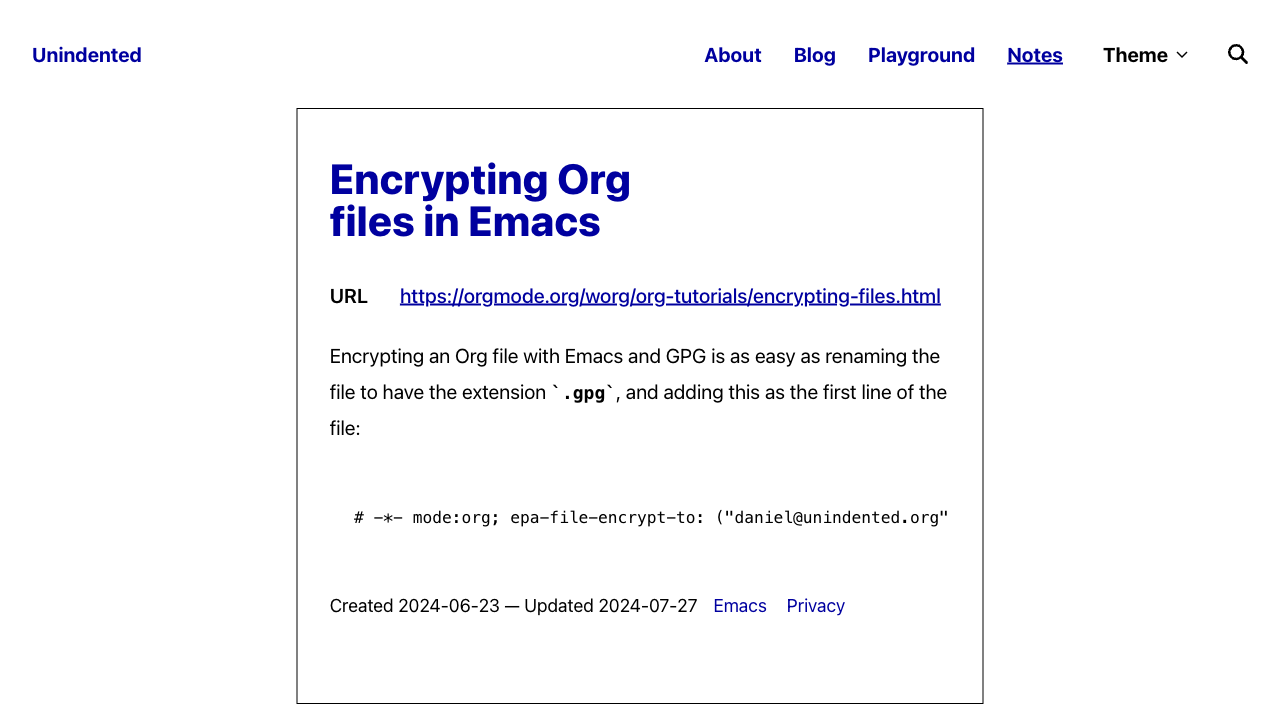 Unindented
About Blog Playground Notes Theme
Encrypting Org
files in Emacs
URL https://orgmode.org/worg/org-tutorials/encrypting-files.html
Encrypting an Org file with Emacs and GPG is as easy as renaming the
file to have the extension `.gpg`, and adding this as the first line of the
file:
# -*- mode:org; epa-file-encrypt-to: ("daniel@unindented.org"
Created 2024-06-23 — Updated 2024-07-27 Emacs Privacy